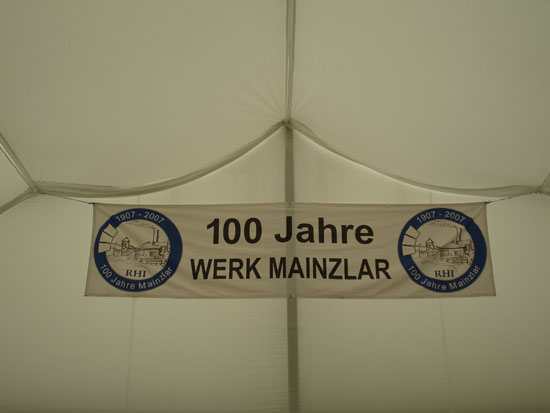 1907 - 2007
RHI
100 Jahre Mainzlar
100 Jahre
WERK MAINZLAR
1907 - 2007
RHI
100 Jahre Mainzlar